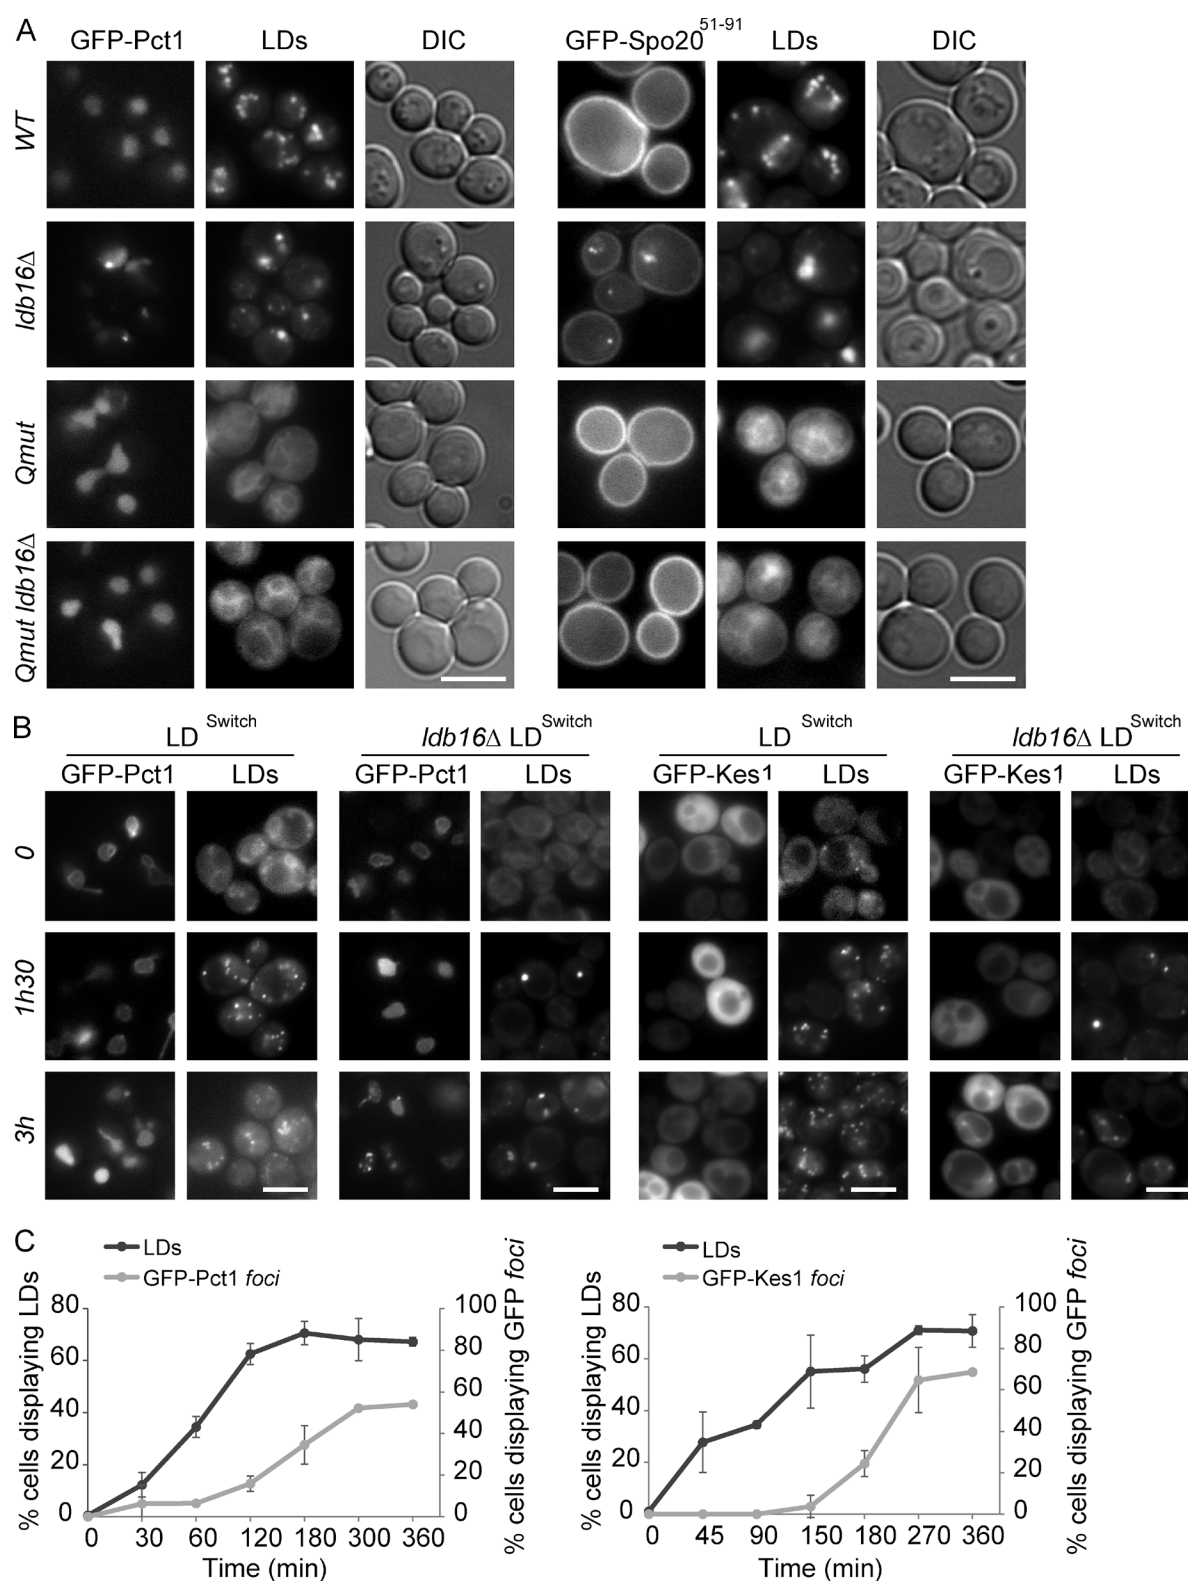 A
GFP-Pct1 LDs DIC GFP-Spo20 51-91 LDs DIC
WT
ldb16Δ
Qmut
Qmut ldb16Δ
B
LD Switch ldb16Δ LD Switch LD Switch ldb16Δ LD Switch
GFP-Pct1 LDs GFP-Pct1 LDs GFP-Kes1 LDs GFP-Kes1 LDs
0
1h30
3h
C
LDs
GFP-Pct1 foci
% cells displaying LDs
80
60
40
20
0
100
80
60
40
20
0
% cells displaying GFP foci
0 30 60 120 180 300 360
Time (min)
LDs
GFP-Kes1 foci
% cells displaying LDs
80
60
40
20
0
100
80
60
40
20
0
% cells displaying GFP foci
0 45 90 150 180 270 360
Time (min)